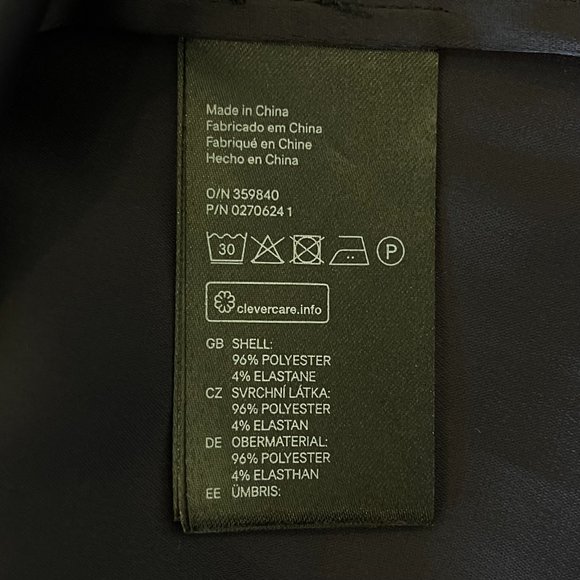 Made in China
Fabricado em China
Fabriqué en Chine
Hecho en China
O/N 359840
P/N 0270624 1
30 P
clevercare.info
GB SHELL:
96% POLYESTER
4% ELASTANE
CZ SVRCHNÍ LÁTKA:
96% POLYESTER
4% ELASTAN
DE OBERMATERIAL:
96% POLYESTER
4% ELASTHAN
EE ÜMBRIS: